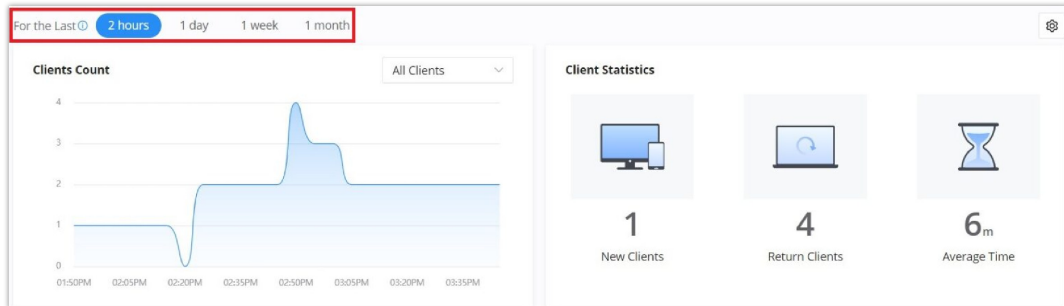 For the Last 2 hours 1 day 1 week 1 month
Clients Count
All Clients
4
3
2
1
0
01:50PM 02:05PM 02:20PM 02:35PM 02:50PM 03:05PM 03:20PM 03:35PM
Client Statistics
1
New Clients
4
Return Clients
6m
Average Time